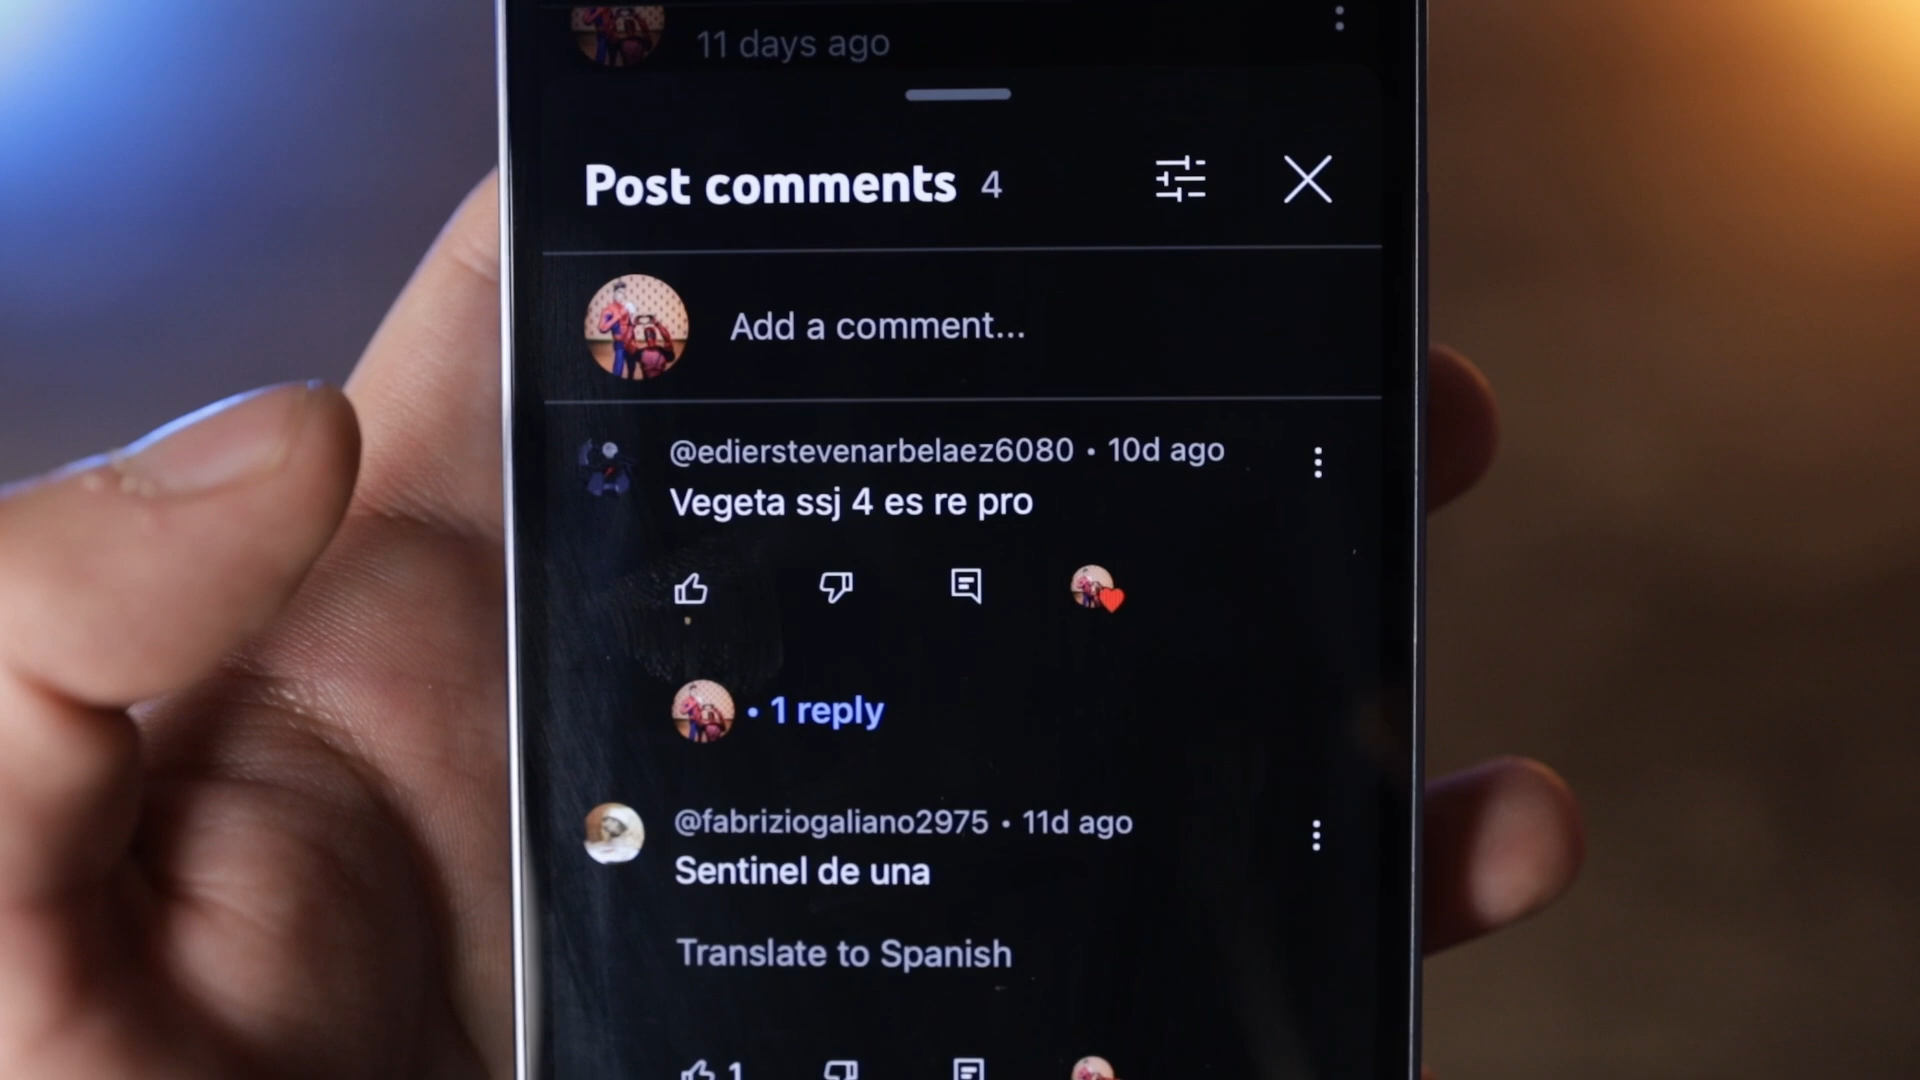 11 days ago
Post comments 4
Add a comment...
@edierstevenarbelaez6080 • 10d ago
Vegeta ssj 4 es re pro
• 1 reply
@fabriziogaliano2975 • 11d ago
Sentinel de una
Translate to Spanish
1